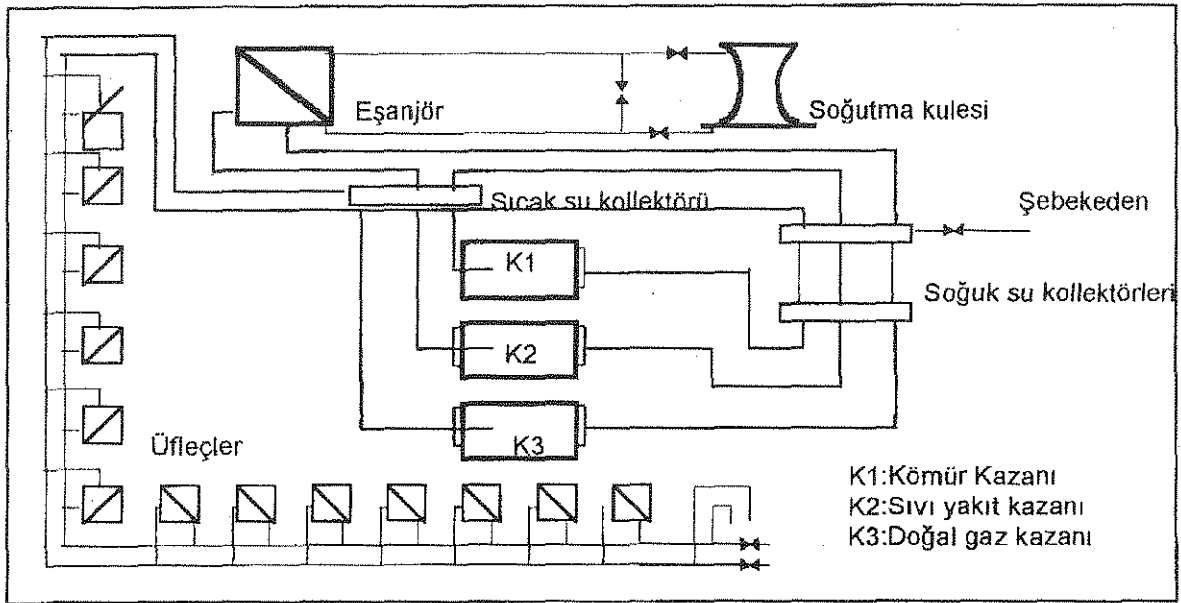 Eşanjör
Soğutma kulesi
Sıcak su kollektörü
Şebekeden
K1
Soğuk su kollektörleri
K2
K3
Üfleçler
K1:Kömür Kazanı
K2:Sıvı yakıt kazanı
K3:Doğal gaz kazanı